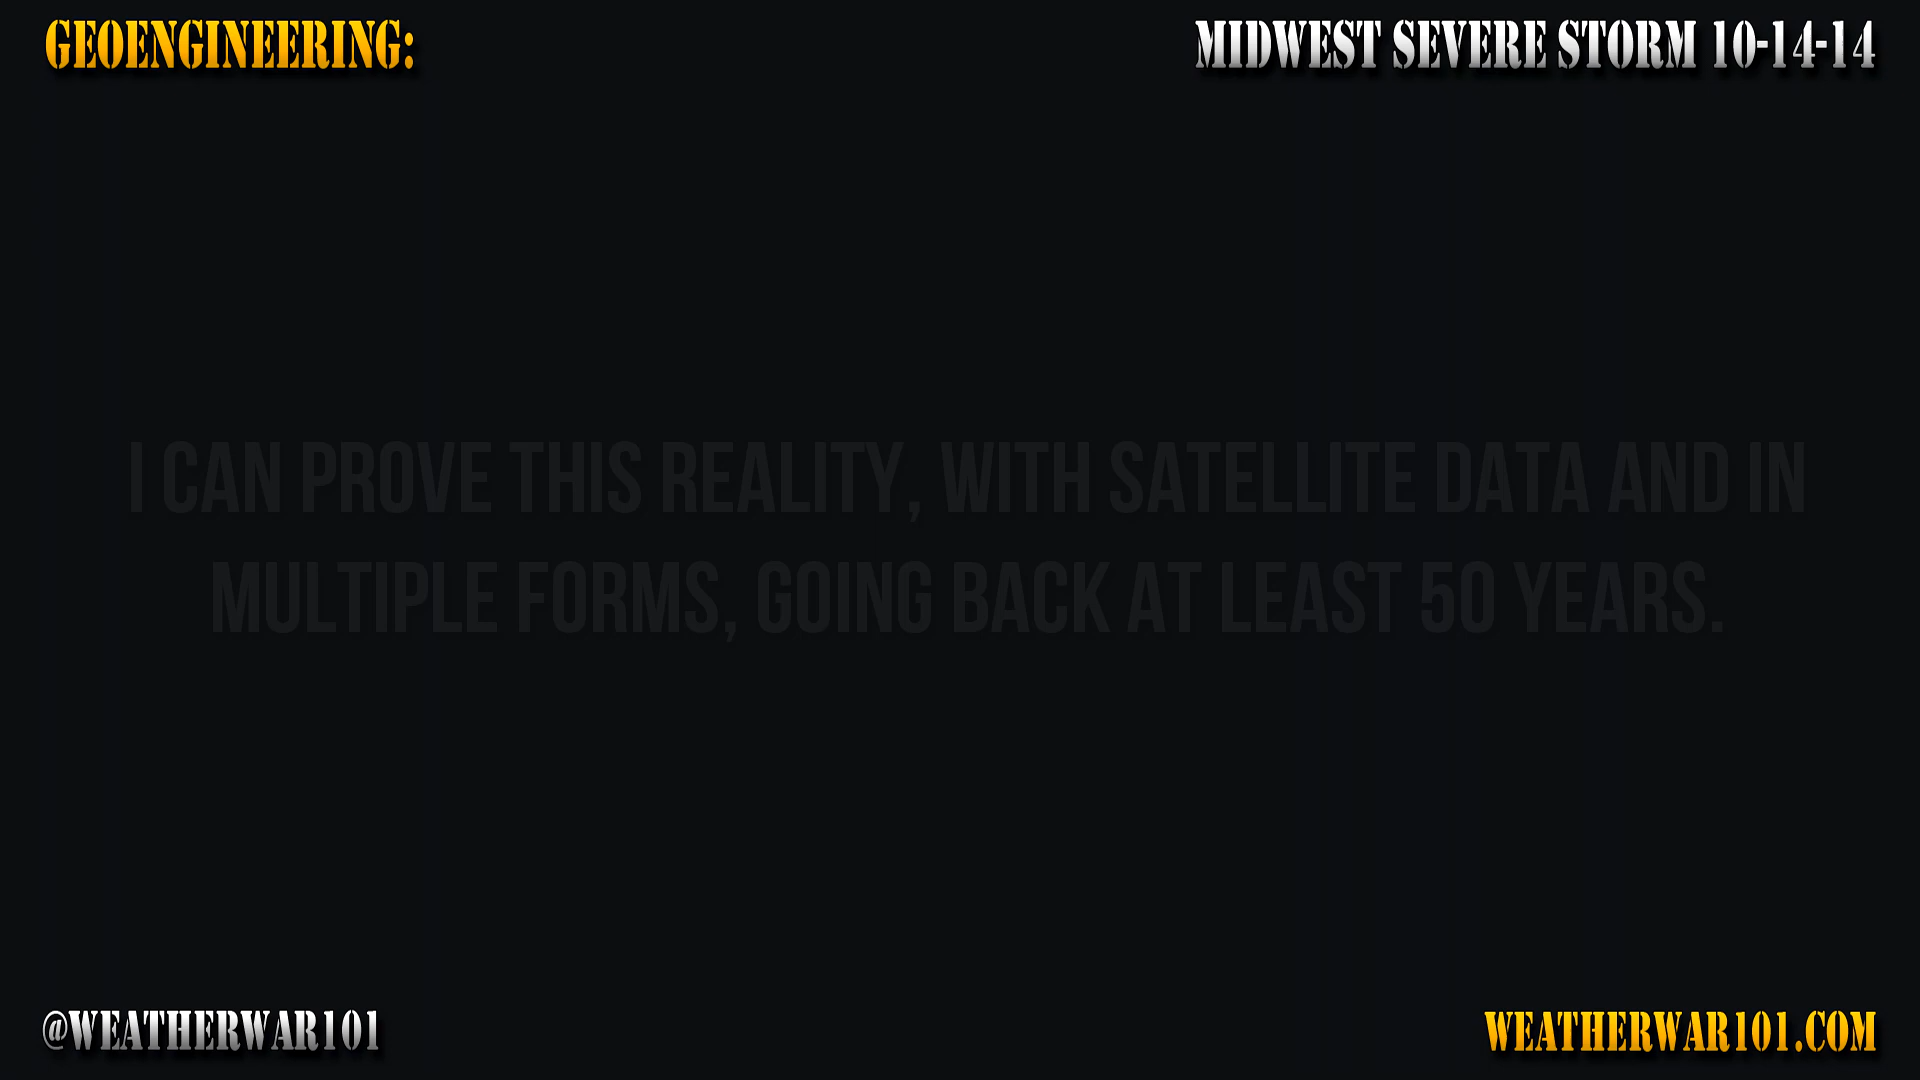 GEOENGINEERING:
MIDWEST SEVERE STORM 10-14-14
I CAN PROVE THIS REALITY, WITH SATELLITE DATA AND IN
MULTIPLE FORMS, GOING BACK AT LEAST 50 YEARS.
@WEATHERWAR101
WEATHERWAR101.COM